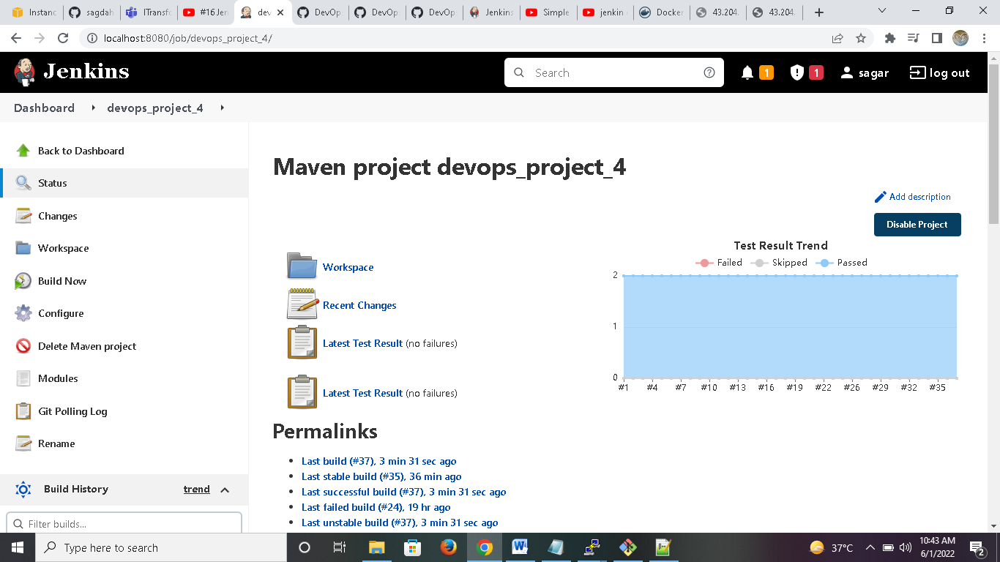 Instanc
sagdah
ITransfo
#16 Jen
dev
DevOp
DevOp
DevOp
Jenkins
Simple
jenkin
Docker
43.204.
43.204.
localhost:8080/job/devops_project_4/
Jenkins
Search
1
1
sagar
log out
Dashboard
devops_project_4
Back to Dashboard
Status
Changes
Workspace
Build Now
Configure
Delete Maven project
Modules
Git Polling Log
Rename
Build History
trend
Filter builds...
Maven project devops_project_4
Add description
Disable Project
Workspace
Recent Changes
Latest Test Result (no failures)
Latest Test Result (no failures)
Test Result Trend
Failed Skipped Passed
2
1
0
#1 #4 #7 #10 #13 #16 #19 #22 #26 #29 #32 #35
Permalinks
Last build (#37), 3 min 31 sec ago
Last stable build (#35), 36 min ago
Last successful build (#37), 3 min 31 sec ago
Last failed build (#24), 19 hr ago
Last unstable build (#37), 3 min 31 sec ago
Type here to search
37°C
10:43 AM
6/1/2022
2